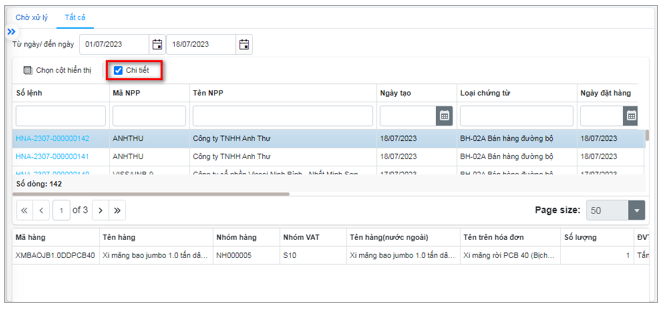 Chờ xử lý Tất cả
Từ ngày/ đến ngày 01/07/2023 18/07/2023
Chọn cột hiển thị Chi tiết
Số lệnh Mã NPP Tên NPP Ngày tạo Loại chứng từ Ngày đặt hàng
HNA-2307-000000142 ANHTHU Công ty TNHH Anh Thư 18/07/2023 BH-02A Bán hàng đường bộ 18/07/2023
HNA-2307-000000141 ANHTHU Công ty TNHH Anh Thư 18/07/2023 BH-02A Bán hàng đường bộ 18/07/2023
HNA-2307-000000140 17/07/2023 BH-02A Bán hàng đường bộ 17/07/2023
Số dòng: 142
1 of 3 Page size: 50
Mã hàng Tên hàng Nhóm hàng Nhóm VAT Tên hàng(nước ngoài) Tên trên hóa đơn Số lượng ĐVT
XMBAOJB1.0DDPCB40 Xi măng bao jumbo 1.0 tấn dâ... NH000005 S10 Xi măng bao jumbo 1.0 tấn dâ... Xi măng rời PCB 40 (Bịch... 1 Tấn